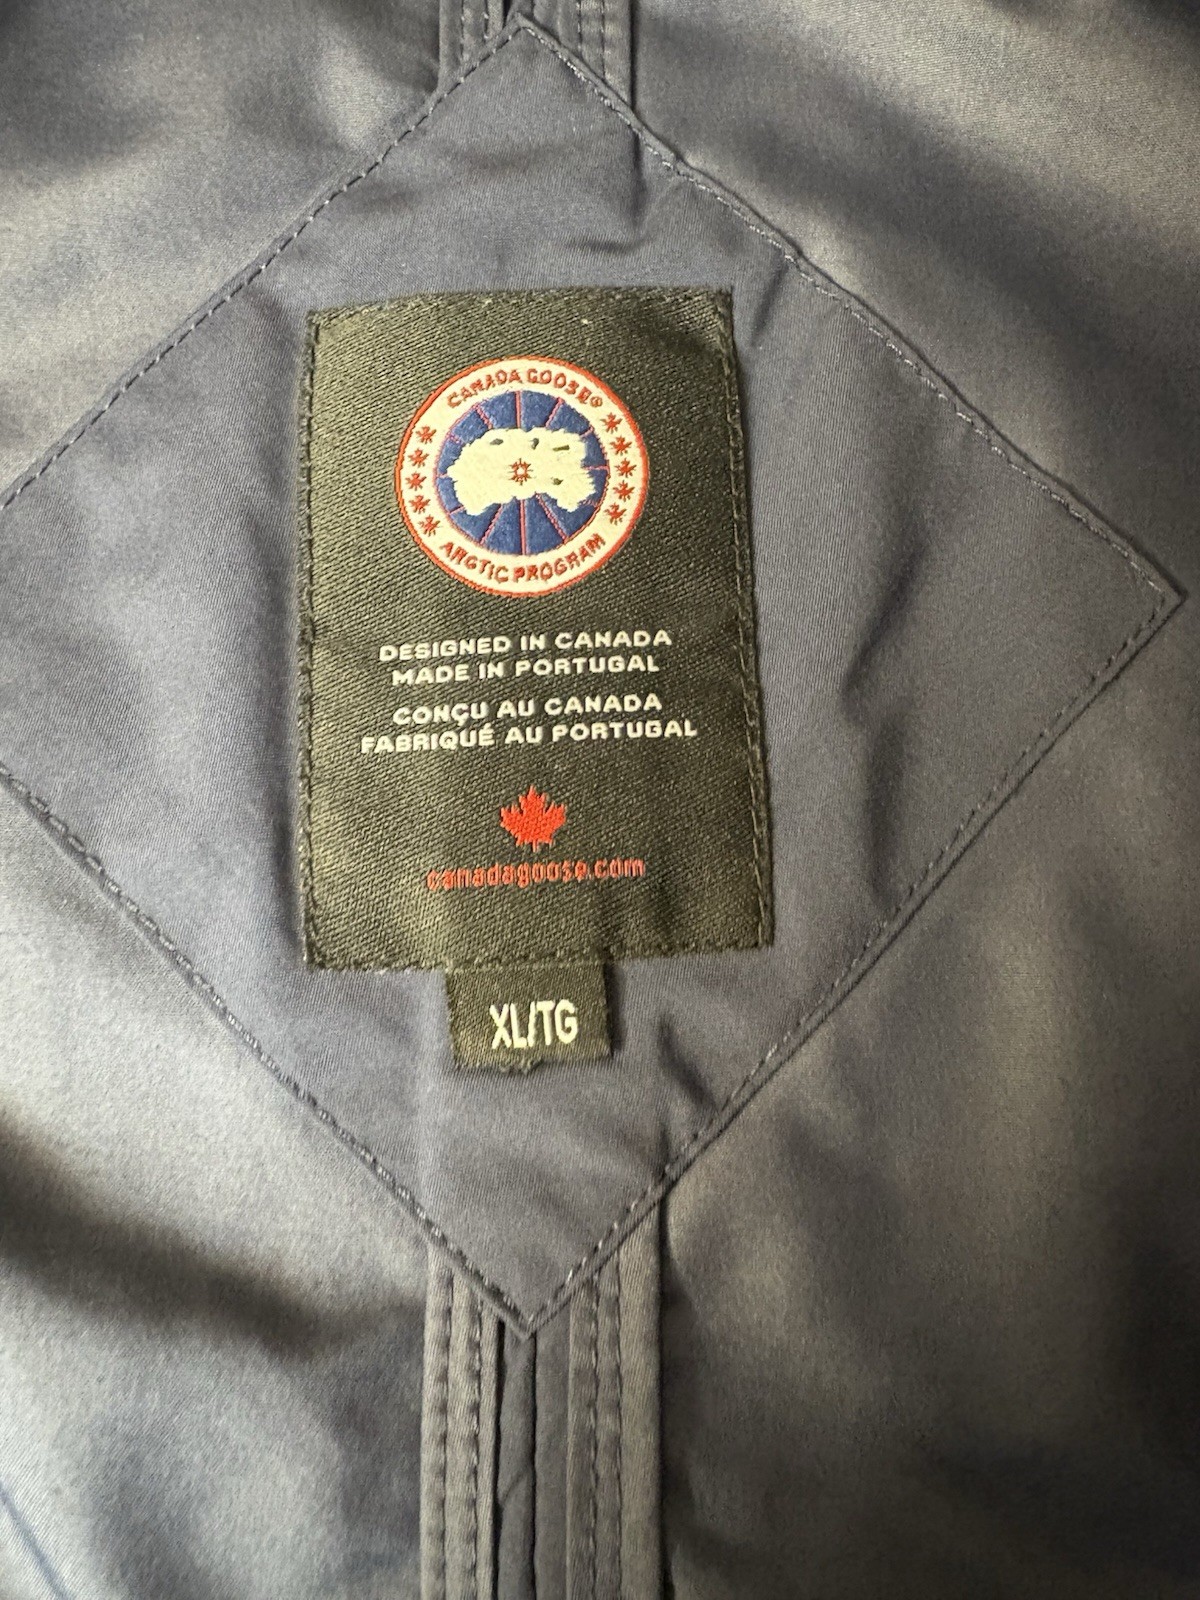 CANADA GOOSE®
ARCTIC PROGRAM
DESIGNED IN CANADA
MADE IN PORTUGAL
CONÇU AU CANADA
FABRIQUÉ AU PORTUGAL
canadagoose.com
XL/TG